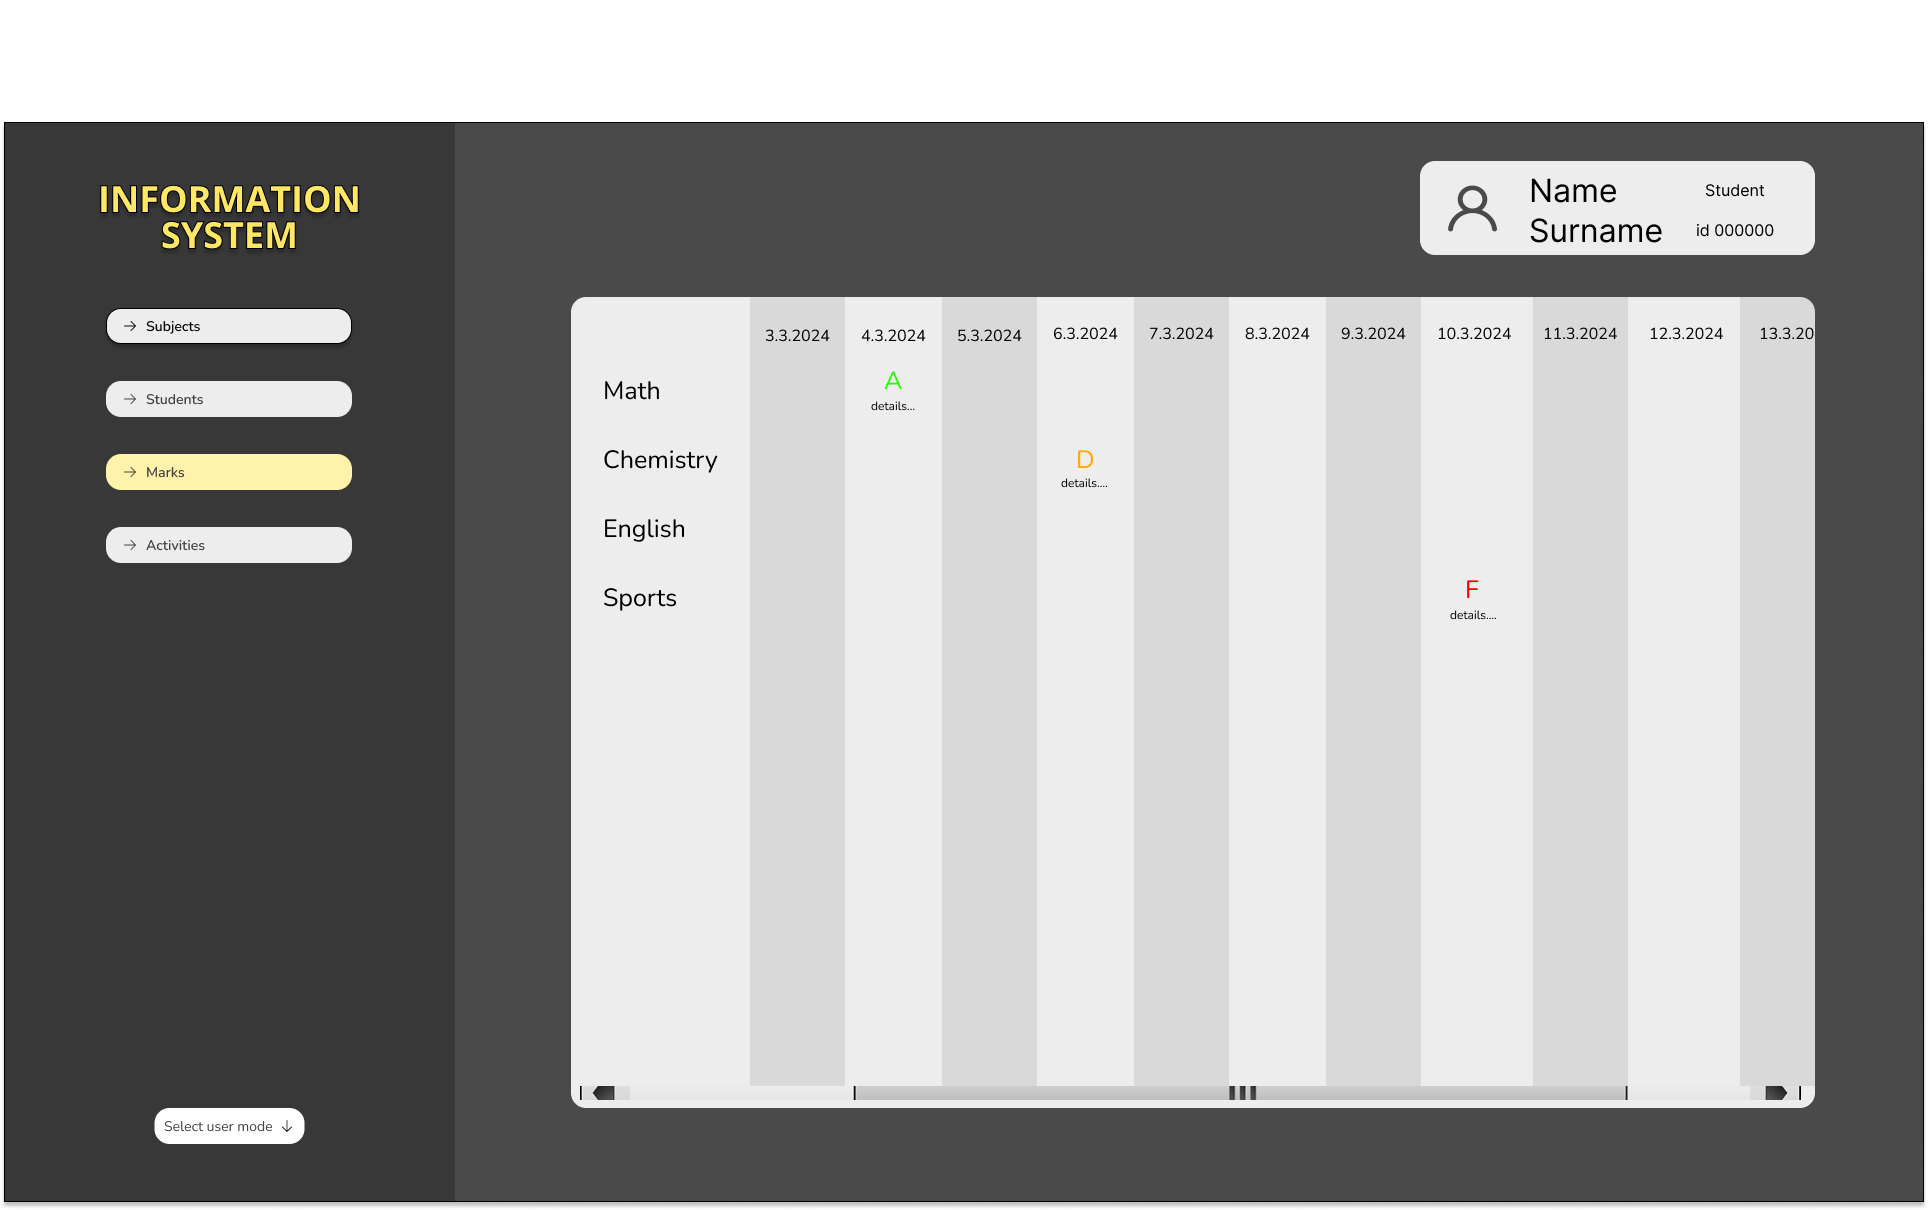 INFORMATION
SYSTEM
Name
Surname
Student
id 000000
Subjects
Students
Marks
Activities
3.3.2024 4.3.2024 5.3.2024 6.3.2024 7.3.2024 8.3.2024 9.3.2024 10.3.2024 11.3.2024 12.3.2024 13.3.20
Math A
details...
Chemistry D
details....
English
Sports F
details....
Select user mode